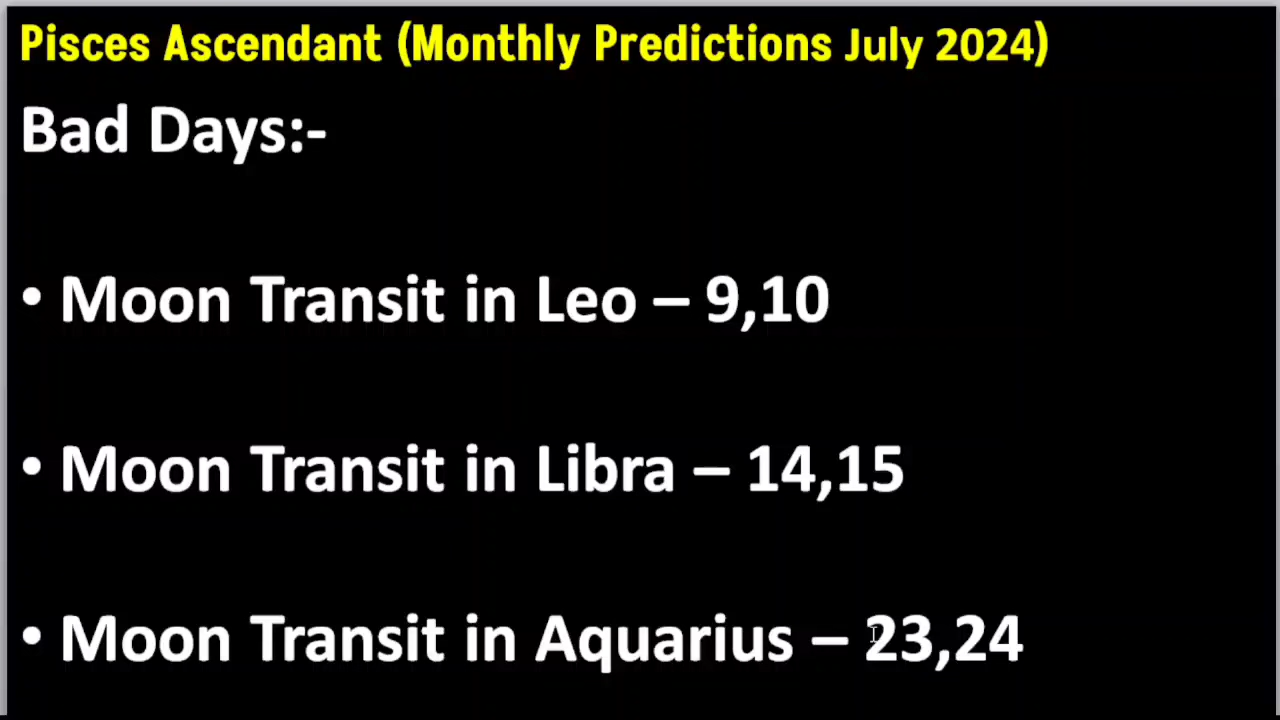 Pisces Ascendant (Monthly Predictions July 2024)
Bad Days:-
• Moon Transit in Leo – 9,10
• Moon Transit in Libra – 14,15
• Moon Transit in Aquarius – 23,24